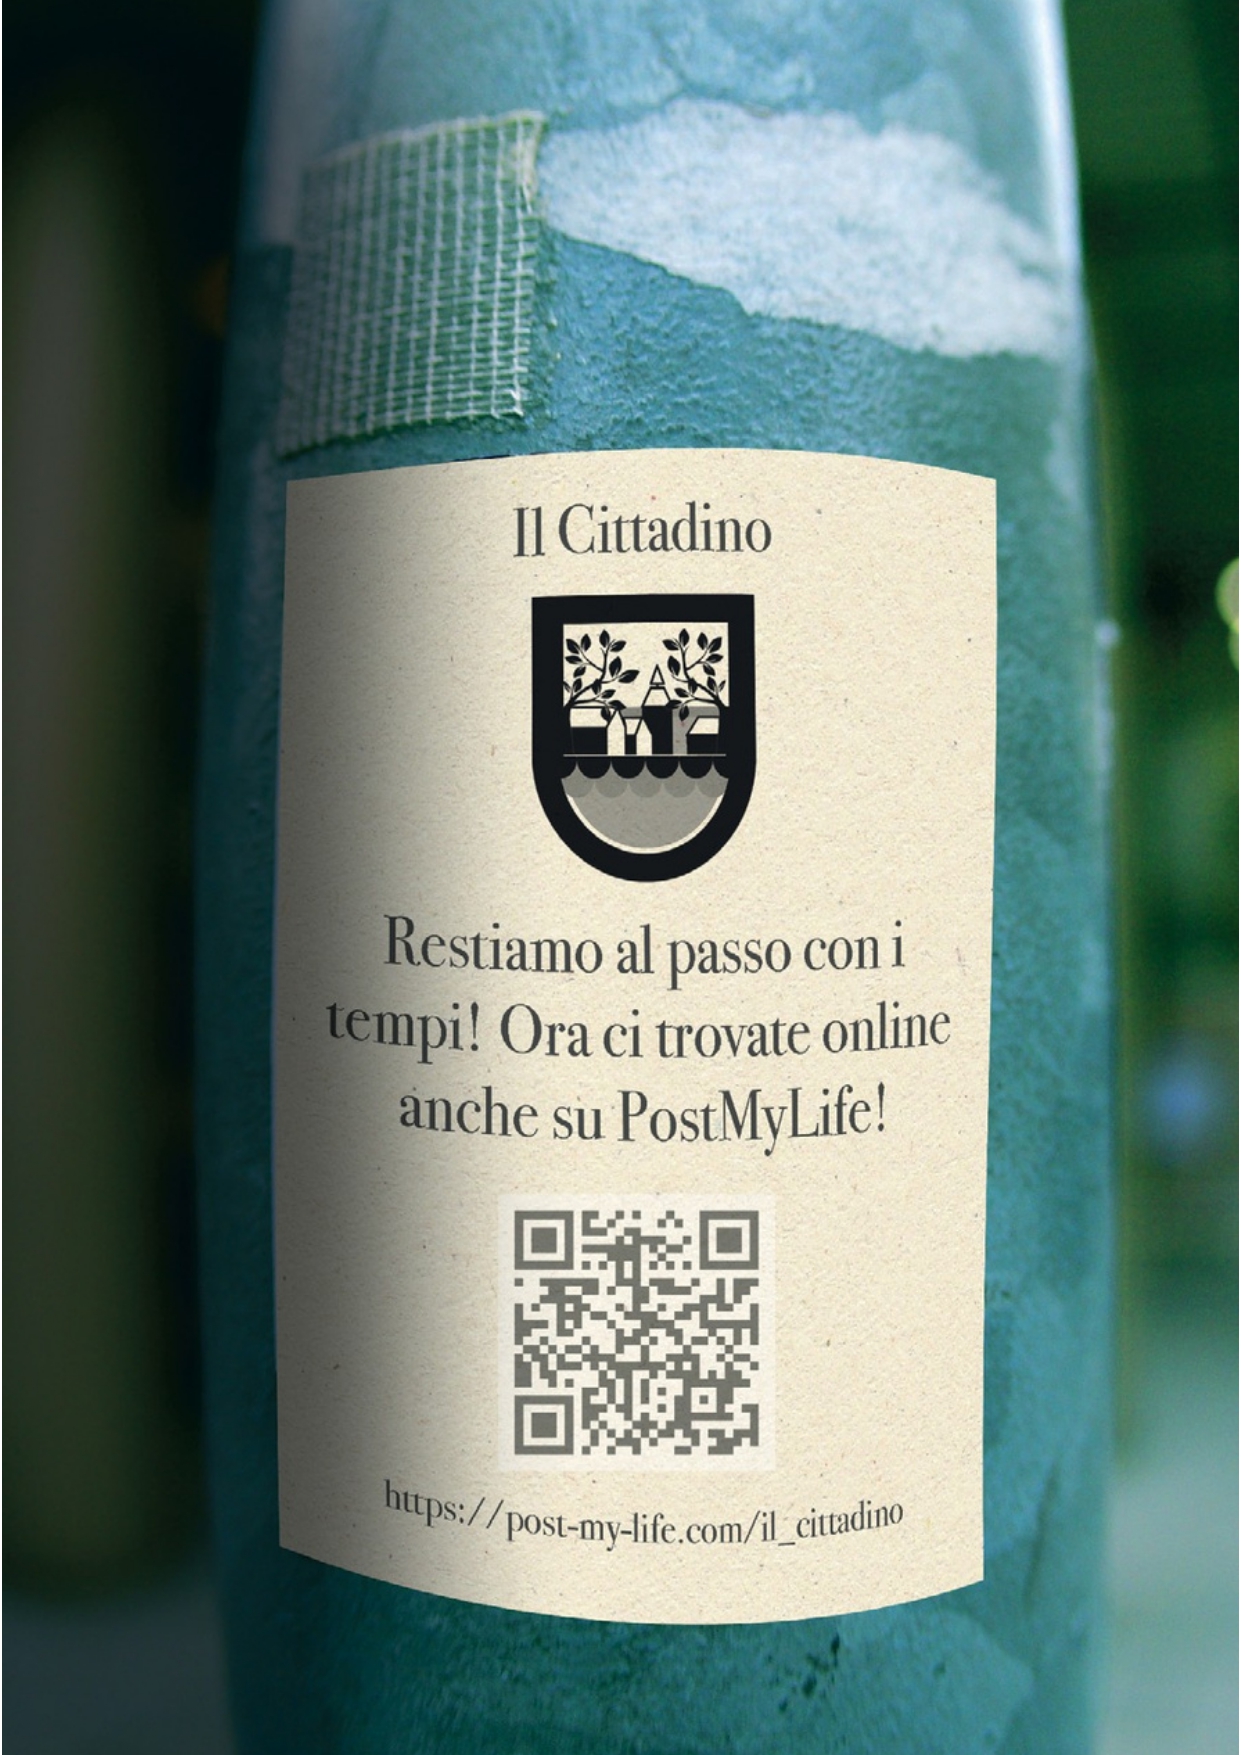 Il Cittadino
Restiamo al passo con i
tempi! Ora ci trovate online
anche su PostMyLife!
https://post-my-life.com/il_cittadino